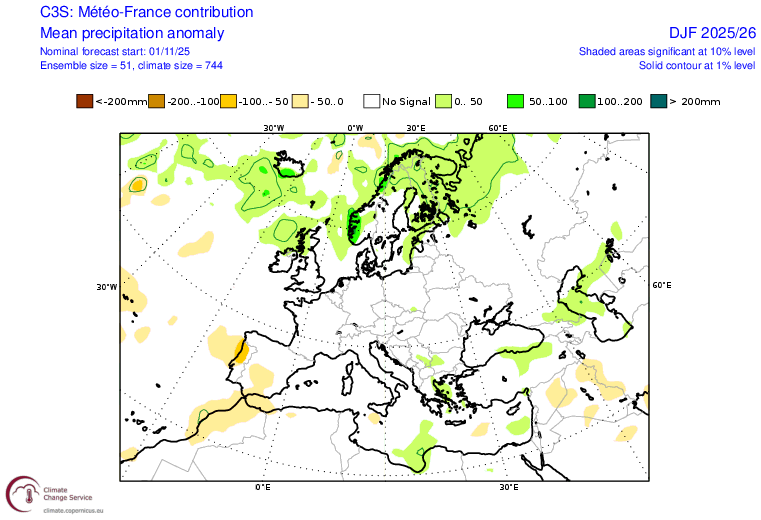 C3S: Météo-France contribution
Mean precipitation anomaly DJF 2025/26
Nominal forecast start: 01/11/25 Shaded areas significant at 10% level
Ensemble size = 51, climate size = 744 Solid contour at 1% level
<-200mm -200..-100 -100..- 50 - 50..0 No Signal 0.. 50 50..100 100..200 > 200mm
30°W 0°W 30°E 60°E
30°W 60°E
0°E 30°E
Climate
Change Service
climate.copernicus.eu